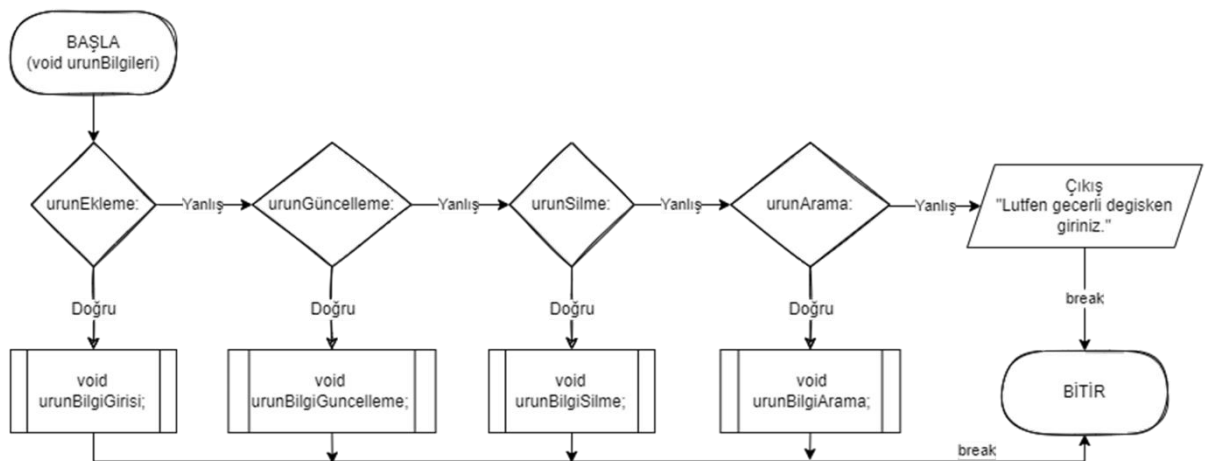 BAŞLA
(void urunBilgileri)
urunEkleme:
Yanlış
urunGüncelleme:
Yanlış
urunSilme:
Yanlış
urunArama:
Yanlış
Çıkış
"Lutfen gecerli degisken
giriniz."
Doğru
Doğru
Doğru
Doğru
break
void
urunBilgiGirisi;
void
urunBilgiGuncelleme;
void
urunBilgiSilme;
void
urunBilgiArama;
BİTİR
break